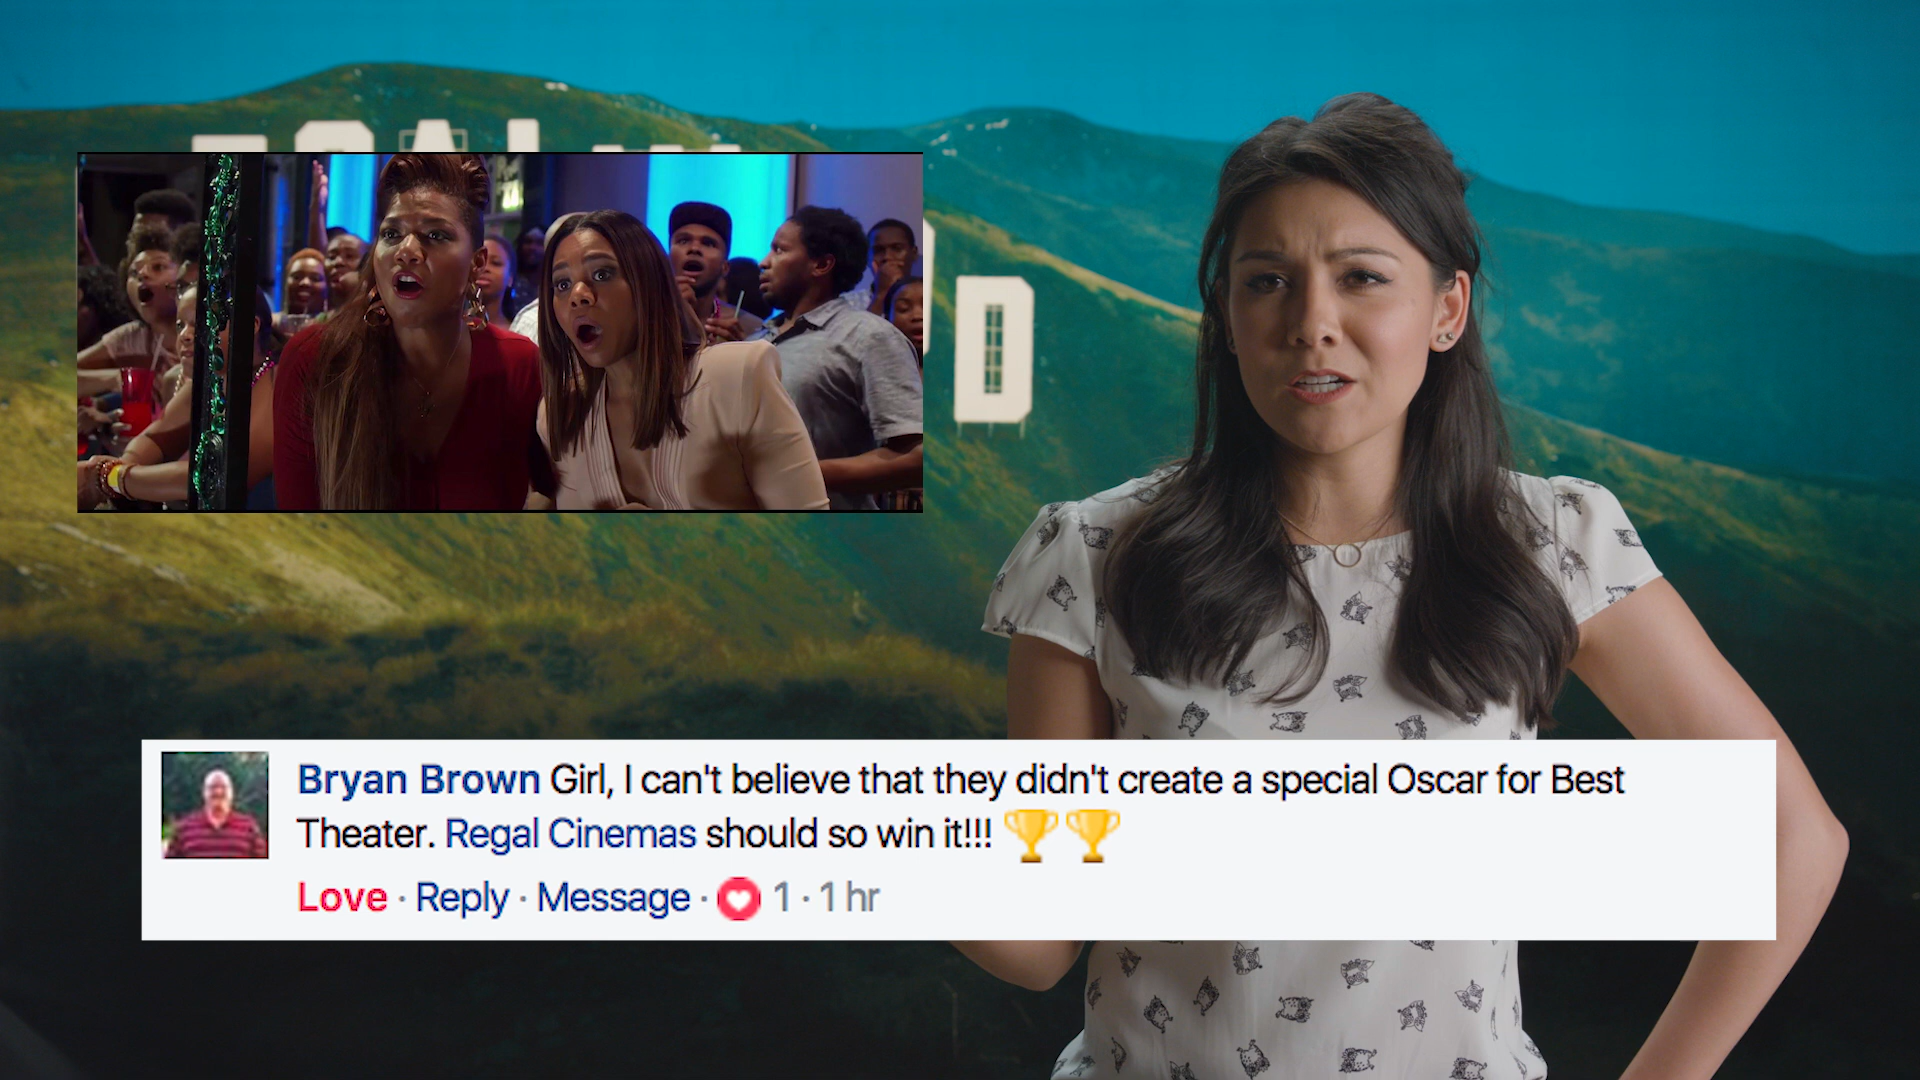 Bryan Brown Girl, I can't believe that they didn't create a special Oscar for Best
Theater. Regal Cinemas should so win it!!! 🏆🏆
Love · Reply · Message · 1 · 1 hr
D